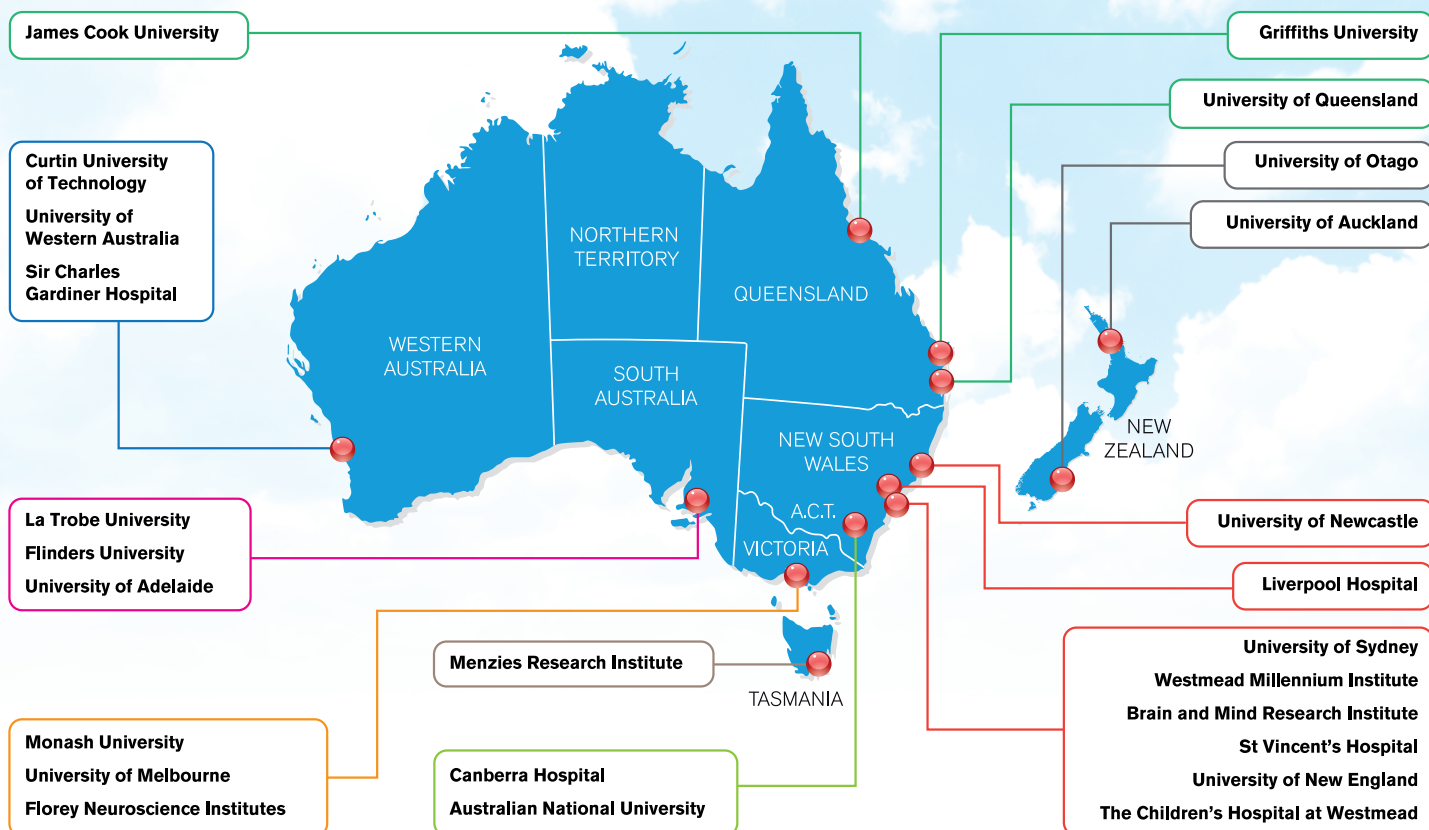 James Cook University
Griffiths University
University of Queensland
University of Otago
University of Auckland
Curtin University
of Technology
University of
Western Australia
Sir Charles
Gardiner Hospital
NORTHERN
TERRITORY
QUEENSLAND
WESTERN
AUSTRALIA
SOUTH
AUSTRALIA
NEW SOUTH
WALES
A.C.T.
VICTORIA
NEW
ZEALAND
TASMANIA
La Trobe University
Flinders University
University of Adelaide
University of Newcastle
Liverpool Hospital
Menzies Research Institute
Monash University
University of Melbourne
Florey Neuroscience Institutes
Canberra Hospital
Australian National University
University of Sydney
Westmead Millennium Institute
Brain and Mind Research Institute
St Vincent's Hospital
University of New England
The Children's Hospital at Westmead